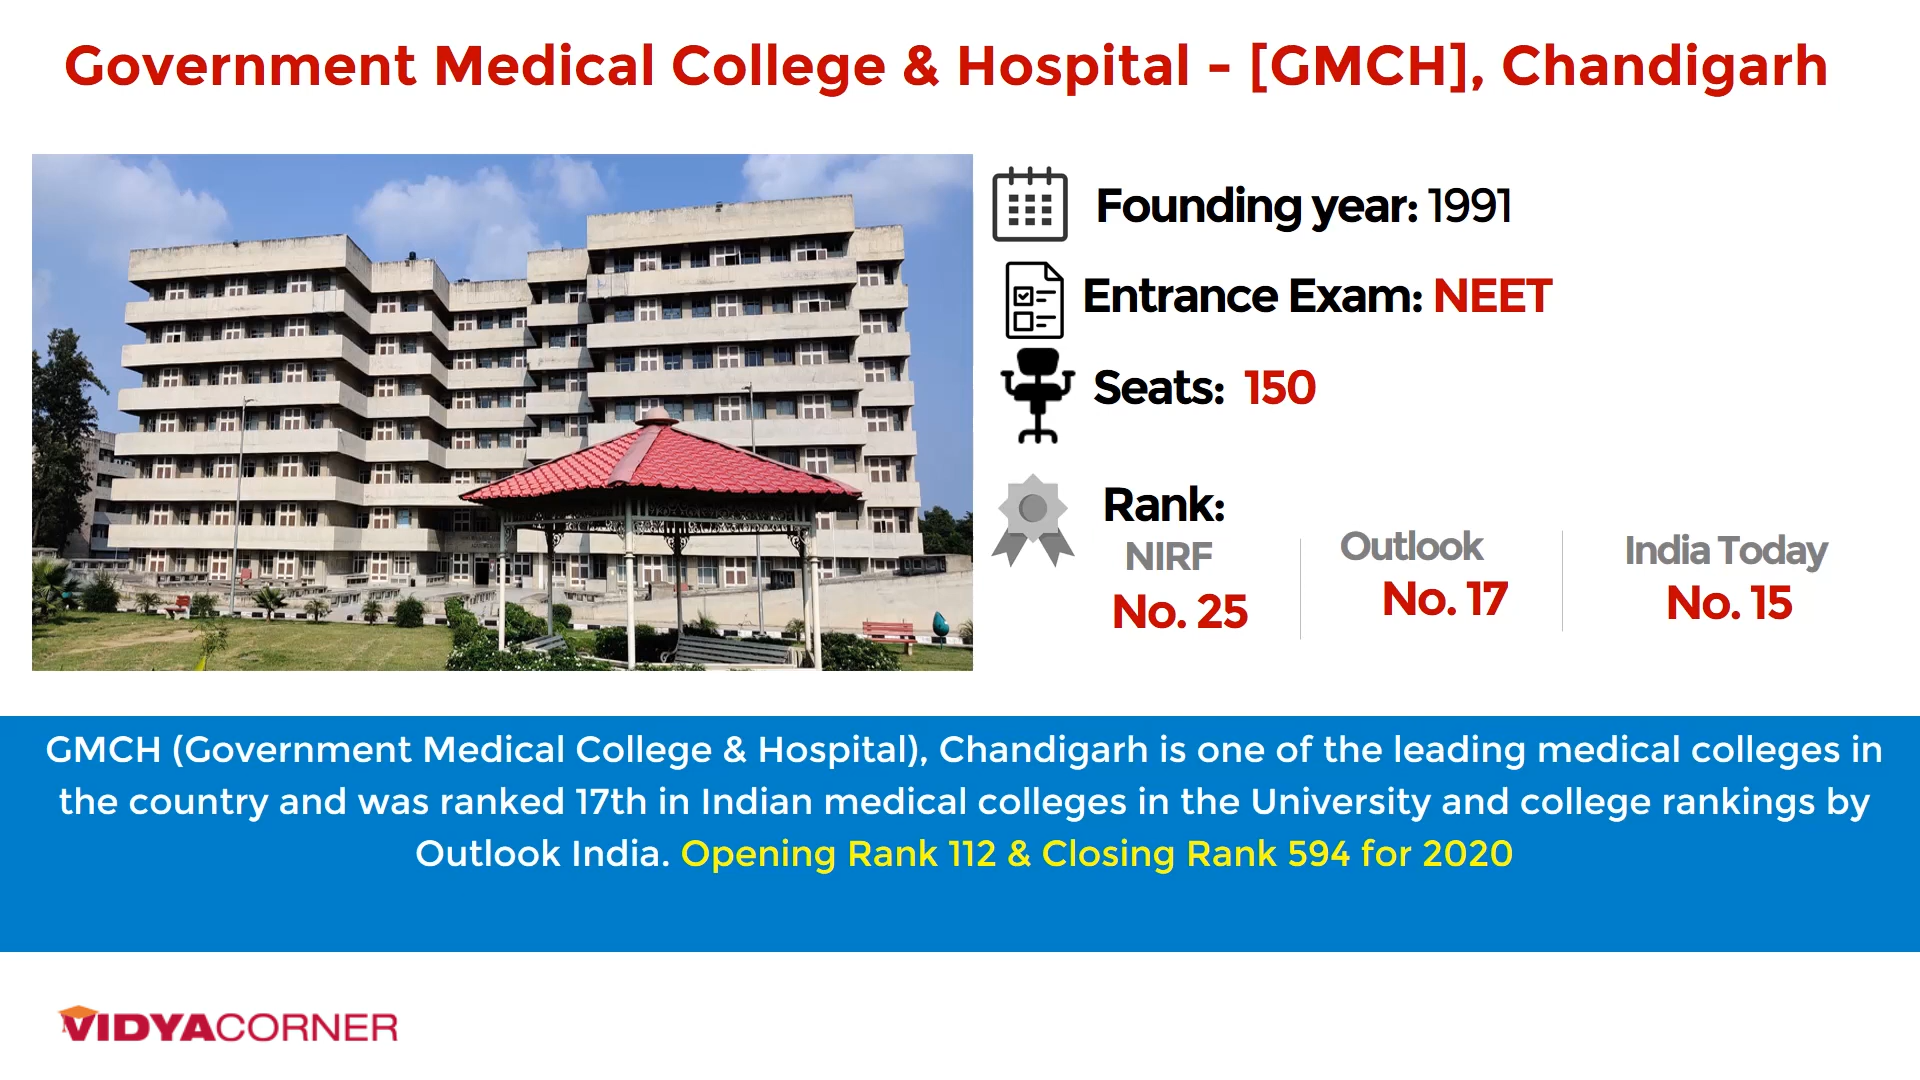 Government Medical College & Hospital - [GMCH], Chandigarh
Founding year: 1991
Entrance Exam: NEET
Seats: 150
Rank:
NIRF
No. 25
Outlook
No. 17
India Today
No. 15
GMCH (Government Medical College & Hospital), Chandigarh is one of the leading medical colleges in
the country and was ranked 17th in Indian medical colleges in the University and college rankings by
Outlook India. Opening Rank 112 & Closing Rank 594 for 2020
VIDYACORNER